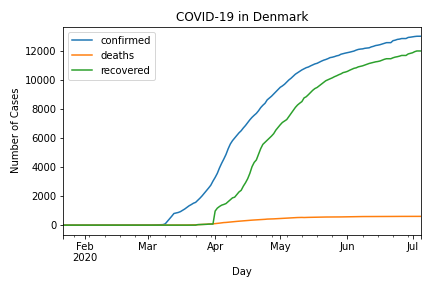 COVID-19 in Denmark
confirmed
deaths
recovered
Number of Cases
12000
10000
8000
6000
4000
2000
0
Feb
2020
Mar
Apr
May
Jun
Jul
Day